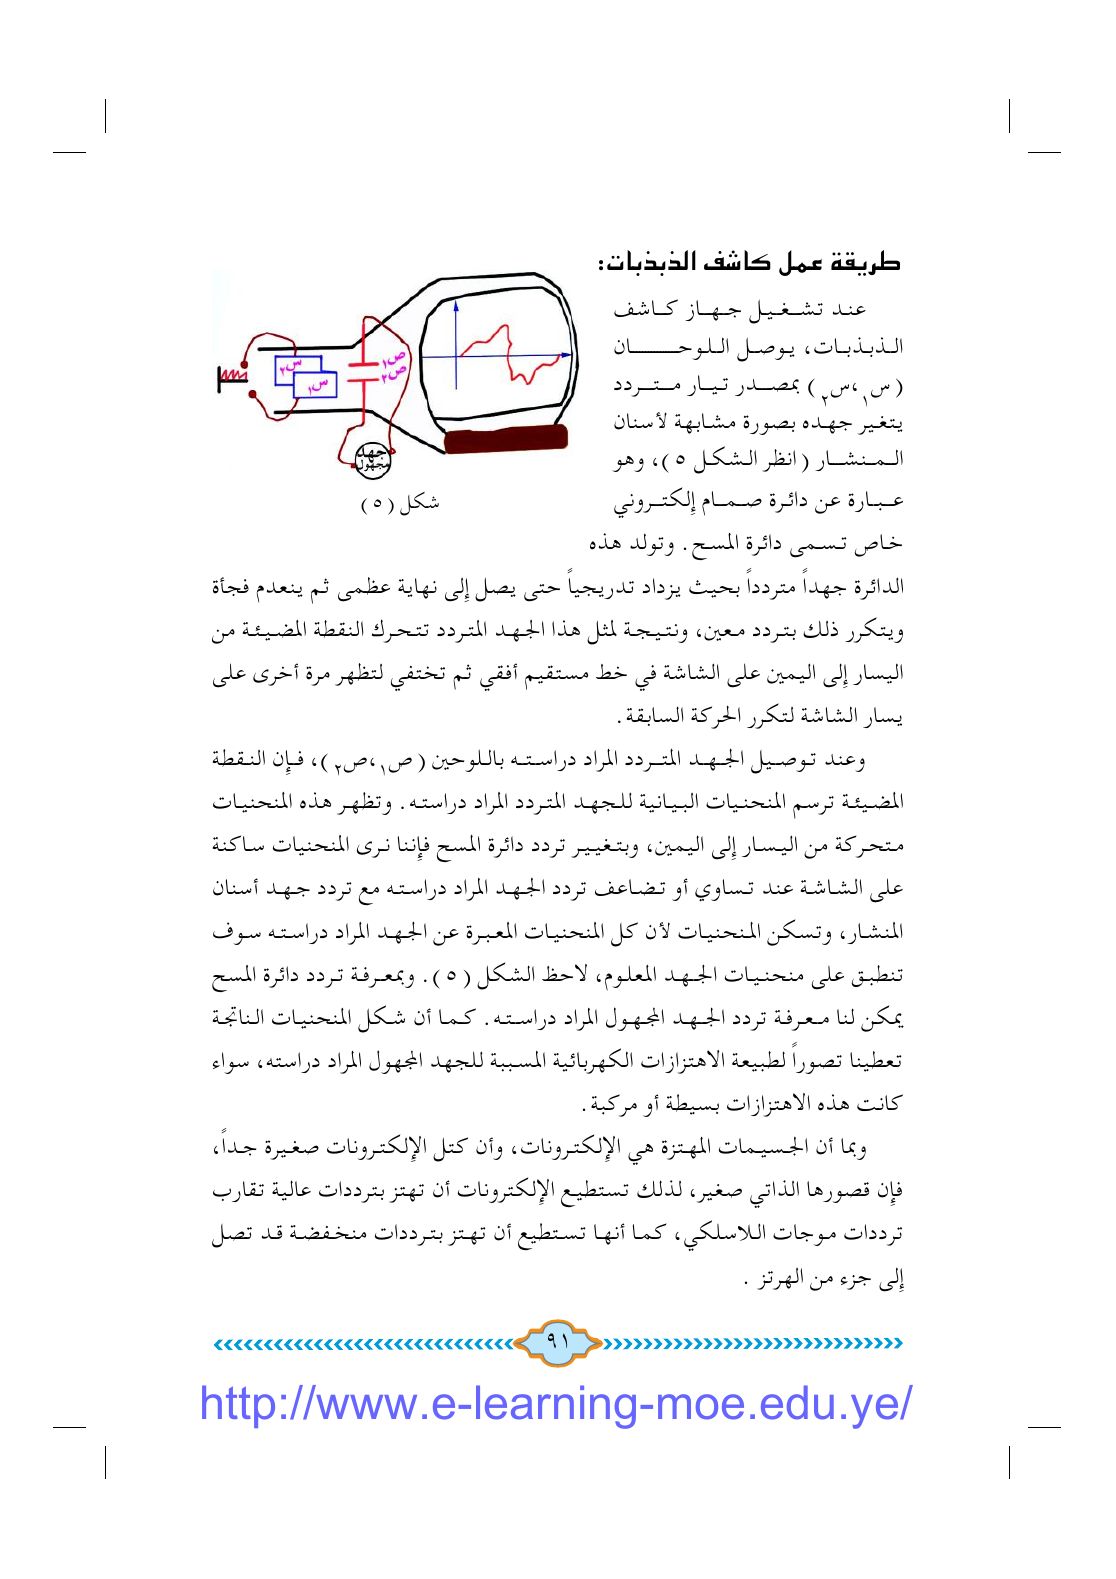 طريقة عمل كاشف الذبذبات:
عند تشغيل جهاز كاشف
الذبذبات، يوصل اللوحان
(س١،س٢) بمصدر تيار متردد
يتغير جهده بصورة مشابهة لأسنان
المنشار (انظر الشكل ٥)، وهو
عبارة عن دائرة صمام إلكتروني
خاص تسمى دائرة المسح. وتولد هذه
س٢
س١
ص١
ص٢
جهد
مجهول
شكل (٥)
الدائرة جهداً متردداً بحيث يزداد تدريجياً حتى يصل إلى نهاية عظمى ثم ينعدم فجأة
ويتكرر ذلك بتردد معين، ونتيجة لمثل هذا الجهد المتردد تتحرك النقطة المضيئة من
اليسار إلى اليمين على الشاشة في خط مستقيم أفقي ثم تختفي لتظهر مرة أخرى على
يسار الشاشة لتكرر الحركة السابقة.
وعند توصيل الجهد المتردد المراد دراسته باللوحين (ص١،ص٢)، فإن النقطة
المضيئة ترسم المنحنيات البيانية للجهد المتردد المراد دراسته. وتظهر هذه المنحنيات
متحركة من اليسار إلى اليمين، وبتغيير تردد دائرة المسح فإننا نرى المنحنيات ساكنة
على الشاشة عند تساوي أو تضاعف تردد الجهد المراد دراسته مع تردد جهد أسنان
المنشار، وتسكن المنحنيات لأن كل المنحنيات المعبرة عن الجهد المراد دراسته سوف
تنطبق على منحنيات الجهد المعلوم، لاحظ الشكل (٥). وبمعرفة تردد دائرة المسح
يمكن لنا معرفة تردد الجهد المجهول المراد دراسته. كما أن شكل المنحنيات الناتجة
تعطينا تصوراً لطبيعة الاهتزازات الكهربائية المسببة للجهد المجهول المراد دراسته، سواء
كانت هذه الاهتزازات بسيطة أو مركبة.
وبما أن الجسيمات المهتزة هي الإلكترونات، وأن كتل الإلكترونات صغيرة جداً،
فإن قصورها الذاتي صغير، لذلك تستطيع الإلكترونات أن تهتز بترددات عالية تقارب
ترددات موجات اللاسلكي، كما أنها تستطيع أن تهتز بترددات منخفضة قد تصل
إلى جزء من الهرتز .
٩١
http://www.e-learning-moe.edu.ye/